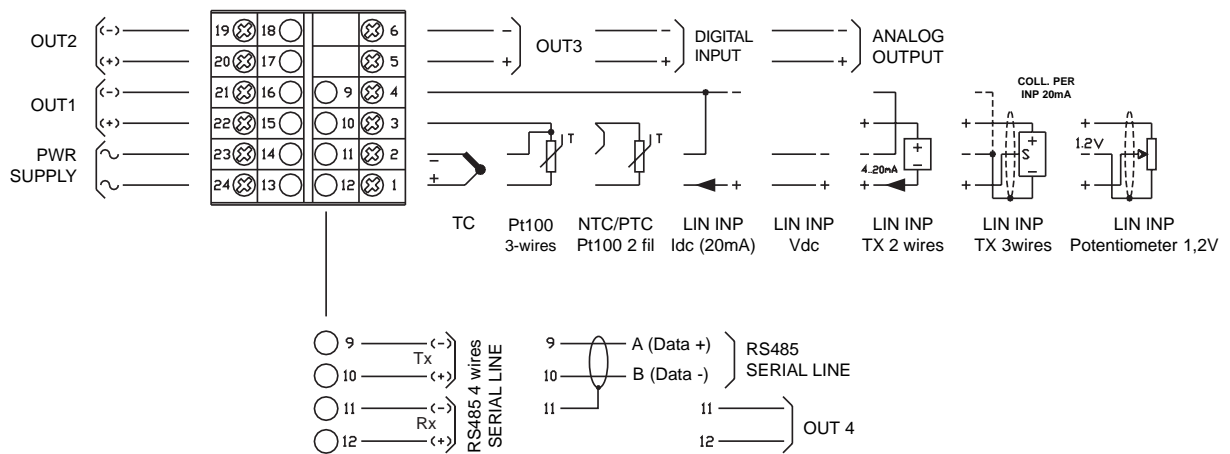 OUT2 (-) 19 18 6 - OUT3 - DIGITAL INPUT - ANALOG OUTPUT
(+) 20 17 5 + + +
OUT1 (-) 21 16 9 4 - - COLL. PER INP 20mA
(+) 22 15 10 3 T T + + + 1.2V
PWR SUPPLY 23 14 11 2 - - + - + + S - +
24 13 12 1 + + + 4..20mA + + +
TC
Pt100
3-wires
NTC/PTC
Pt100 2 fil
LIN INP
Idc (20mA)
LIN INP
Vdc
LIN INP
TX 2 wires
LIN INP
TX 3wires
LIN INP
Potentiometer 1,2V
9 (-)
Tx
10 (+)
11 (-)
Rx
12 (+)
RS485 4 wires
SERIAL LINE
9 A (Data +)
10 B (Data -)
11
RS485
SERIAL LINE
11
12
OUT 4